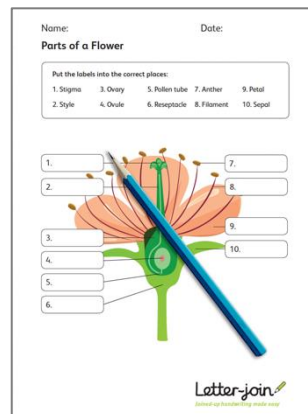 Name: Date:
Parts of a Flower
Put the labels into the correct places:
1. Stigma 3. Ovary 5. Pollen tube 7. Anther 9. Petal
2. Style 4. Ovule 6. Reseptacle 8. Filament 10. Sepal
1. 7.
2. 8.
3. 9.
4. 10.
5.
6.
Letter-join
Joined-up handwriting made easy